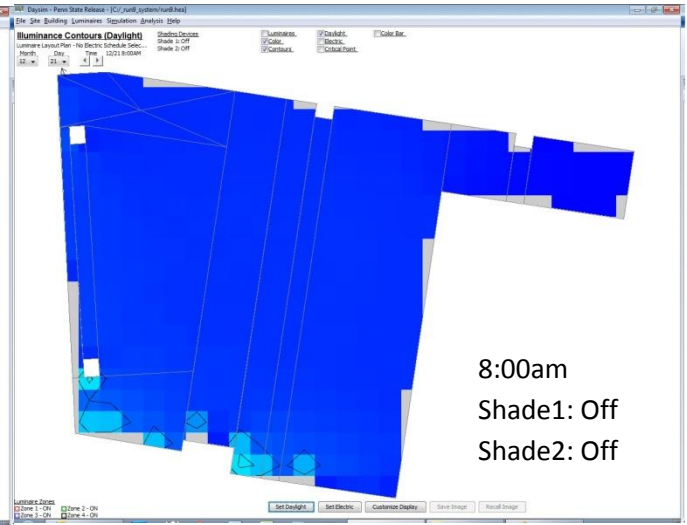 Daysim - Penn State Release - [C:/_run9_system/run9.hea]
File Site Building Luminaires Simulation Analysis Help
Illuminance Contours (Daylight)
Luminaire Layout Plan - No Electric Schedule Selec...
Month Day Time 12/21 8:00AM
12 21
Shading Devices
Shade 1: Off
Shade 2: Off
Luminaires Daylight Color Bar
Color Electric
Contours Critical Point
8:00am
Shade1: Off
Shade2: Off
Luminaire Zones
Zone 1 - ON Zone 2 - ON
Zone 3 - ON Zone 4 - ON
Set Daylight Set Electric Customize Display Save Image Recall Image